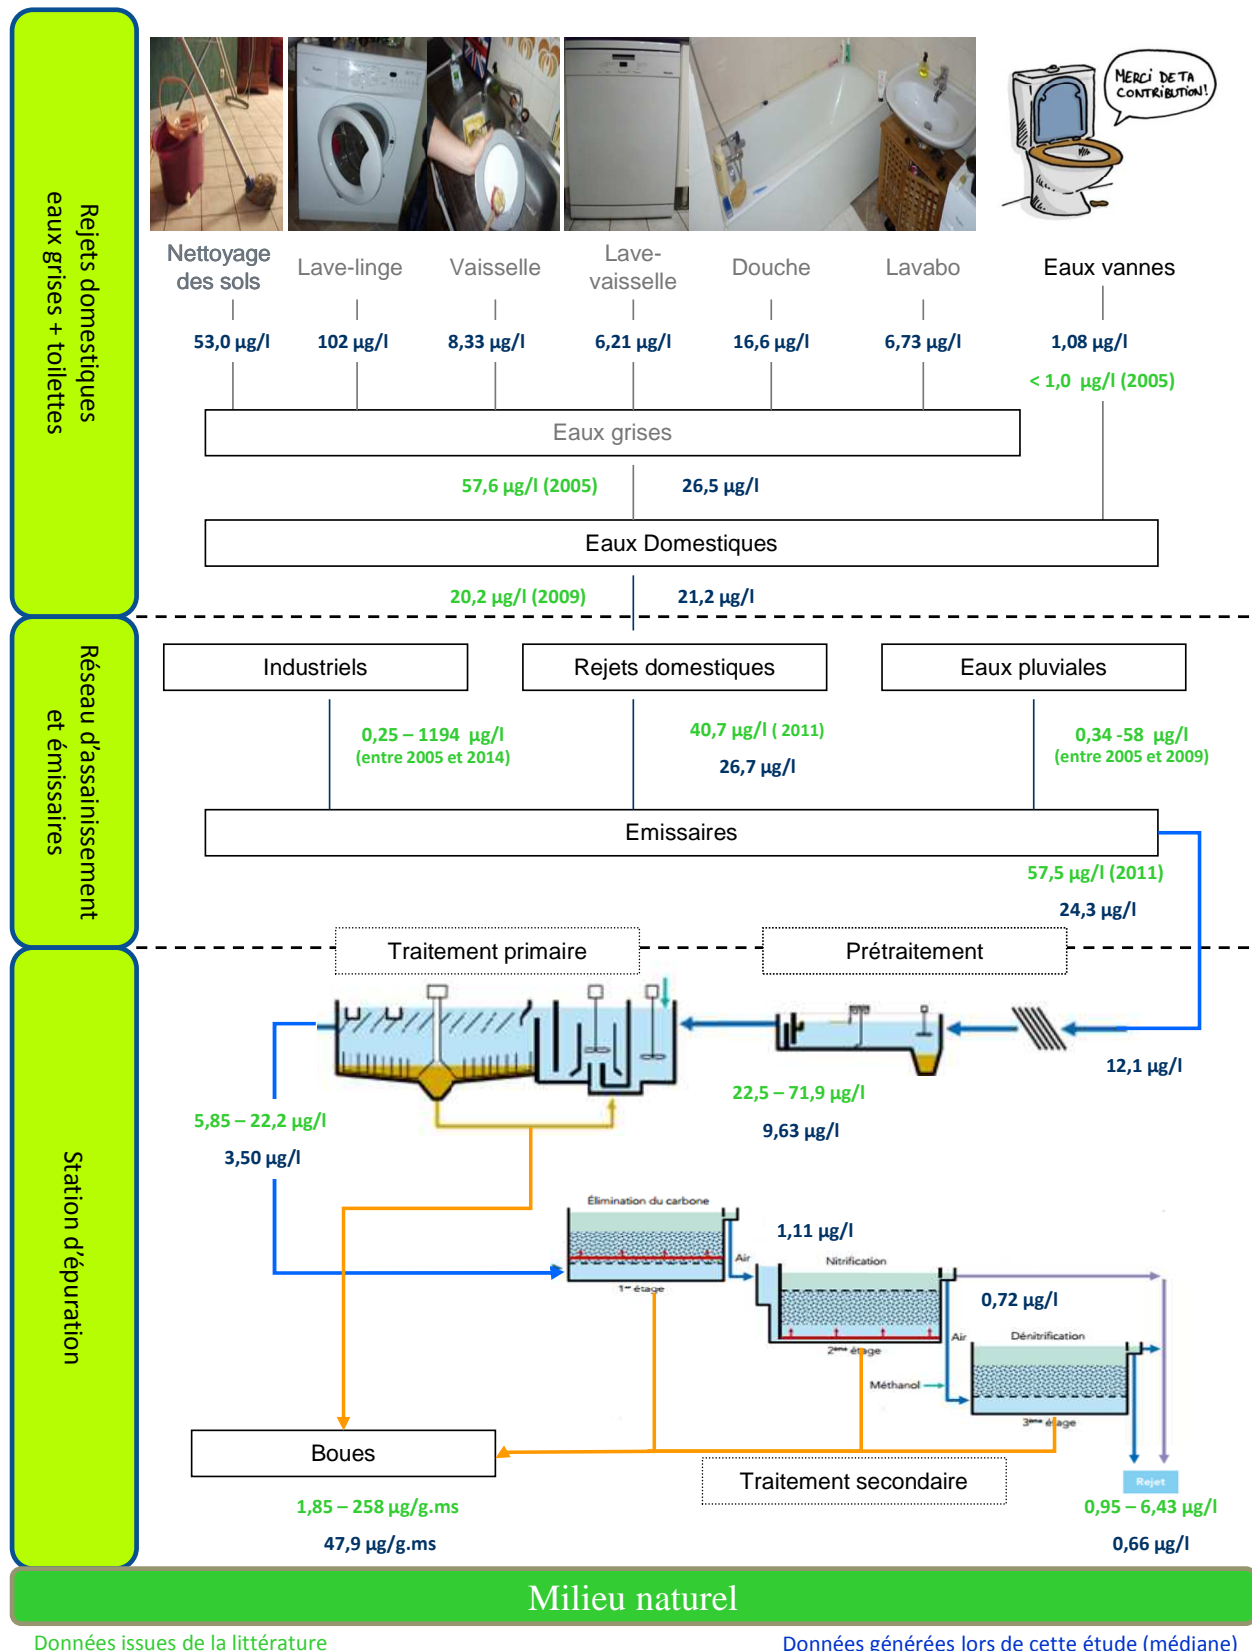 MERCI DE TA
CONTRIBUTION!
Rejets domestiques
eaux grises + toilettes
Nettoyage
des sols
Lave-linge
Vaisselle
Lave-
vaisselle
Douche
Lavabo
Eaux vannes
53,0 µg/l
102 µg/l
8,33 µg/l
6,21 µg/l
16,6 µg/l
6,73 µg/l
1,08 µg/l
< 1,0 µg/l (2005)
Eaux grises
57,6 µg/l (2005)
26,5 µg/l
Eaux Domestiques
20,2 µg/l (2009)
21,2 µg/l
Réseau d'assainissement
et émissaires
Industriels
Rejets domestiques
Eaux pluviales
0,25 – 1194 µg/l
(entre 2005 et 2014)
40,7 µg/l ( 2011)
26,7 µg/l
0,34 -58 µg/l
(entre 2005 et 2009)
Emissaires
57,5 µg/l (2011)
24,3 µg/l
Station d'épuration
Traitement primaire
Prétraitement
12,1 µg/l
22,5 – 71,9 µg/l
9,63 µg/l
5,85 – 22,2 µg/l
3,50 µg/l
Élimination du carbone
1er étage
Air
1,11 µg/l
Nitrification
2ème étage
0,72 µg/l
Air
Dénitrification
Méthanol
3ème étage
Boues
Traitement secondaire
Rejet
1,85 – 258 µg/g.ms
47,9 µg/g.ms
0,95 – 6,43 µg/l
0,66 µg/l
Milieu naturel
Données issues de la littérature
Données générées lors de cette étude (médiane)